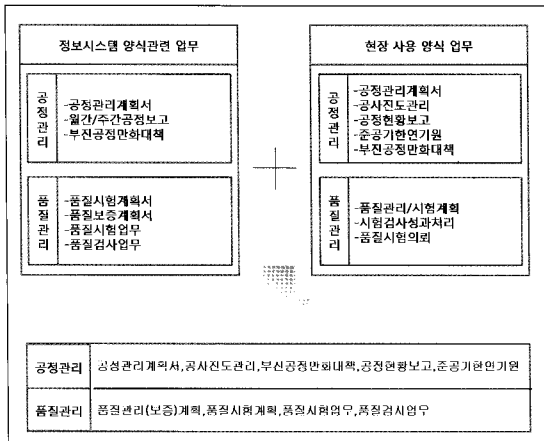 정보시스템 양식관련 업무
공정관리
-공정관리계획서
-월간/주간공정보고
-부진공정만화대책
품질관리
-품질시험계획서
-품질보증계획서
-품질시험업무
-품질검사업무
현장 사용 양식 업무
공정관리
-공정관리계획서
-공사진도관리
-공정현황보고
-준공기한연기원
-부진공정만화대책
품질관리
-품질관리/시험계획
-시험검사성과처리
-품질시험의뢰
공정관리 공정관리계획서,공사진도관리,부진공정만화대책,공정현황보고,준공기한연기원
품질관리 품질관리(보증)계획,품질시험계획,품질시험업무,품질검사업무